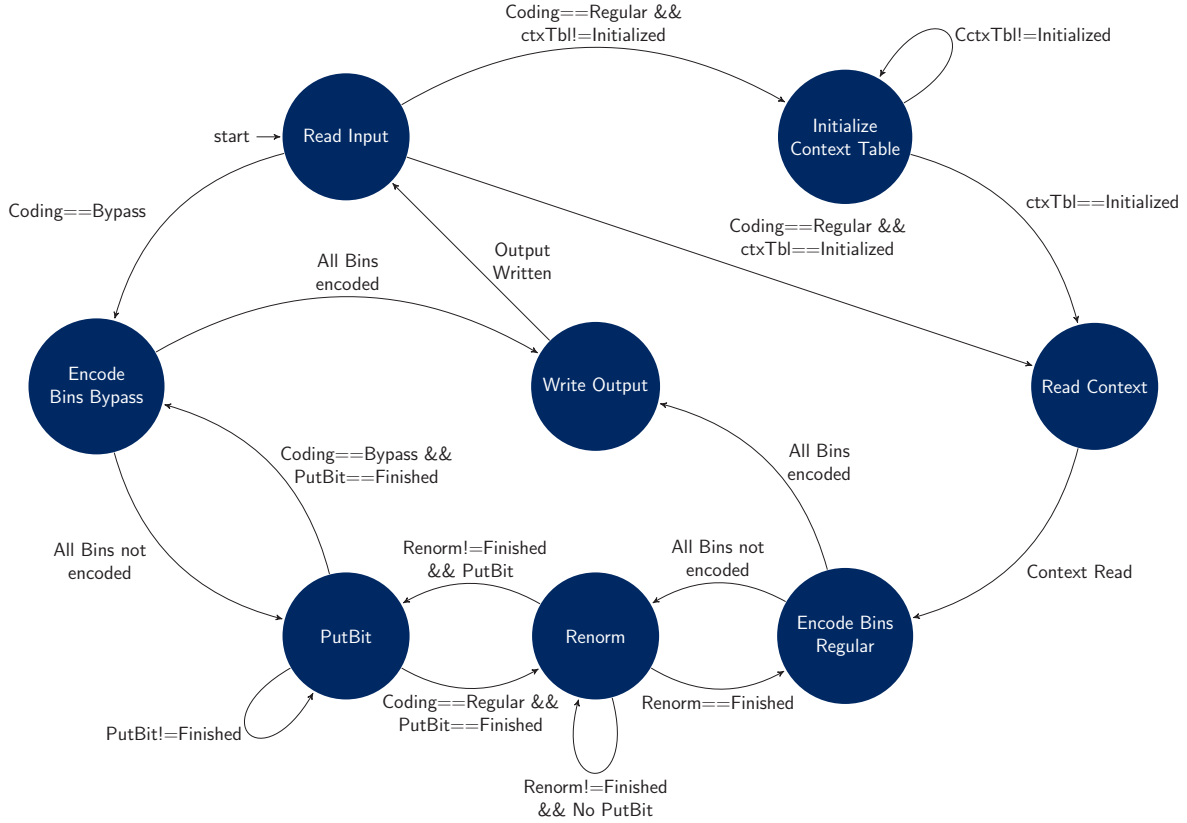 Coding==Regular &&
ctxTbl!=Initialized
CctxTbl!=Initialized
start
Read Input
Initialize
Context Table
Coding==Bypass
ctxTbl==Initialized
Coding==Regular &&
ctxTbl==Initialized
Output
Written
All Bins
encoded
Encode
Bins Bypass
Write Output
Read Context
Coding==Bypass &&
PutBit==Finished
All Bins
encoded
All Bins not
encoded
Renorm!=Finished
&& PutBit
All Bins not
encoded
Context Read
PutBit
Renorm
Encode Bins
Regular
Coding==Regular &&
PutBit==Finished
Renorm==Finished
PutBit!=Finished
Renorm!=Finished
&& No PutBit